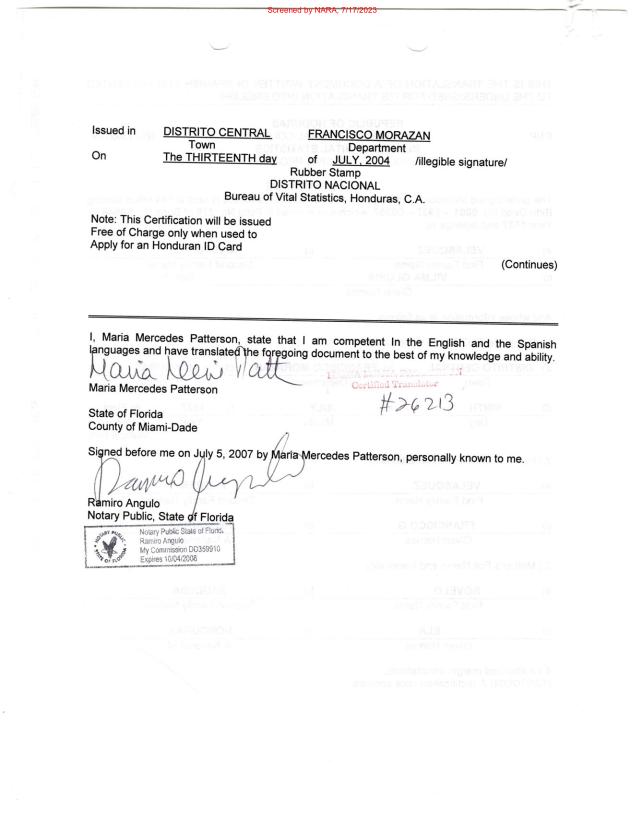 Screened by NARA, 7/17/2023
Issued in DISTRITO CENTRAL FRANCISCO MORAZAN
Town Department
On The THIRTEENTH day of JULY, 2004 /illegible signature/
Rubber Stamp
DISTRITO NACIONAL
Bureau of Vital Statistics, Honduras, C.A.
Note: This Certification will be issued
Free of Charge only when used to
Apply for an Honduran ID Card
(Continues)
I, Maria Mercedes Patterson, state that I am competent In the English and the Spanish
languages and have translated the foregoing document to the best of my knowledge and ability.
Maria Mercedes Patterson
Certified Translator
#26213
State of Florida
County of Miami-Dade
Signed before me on July 5, 2007 by Maria Mercedes Patterson, personally known to me.
Ramiro Angulo
Notary Public, State of Florida
NOTARY PUBLIC
STATE OF FLORIDA
Notary Public State of Florida
Ramiro Angulo
My Commission DD359910
Expires 10/04/2008